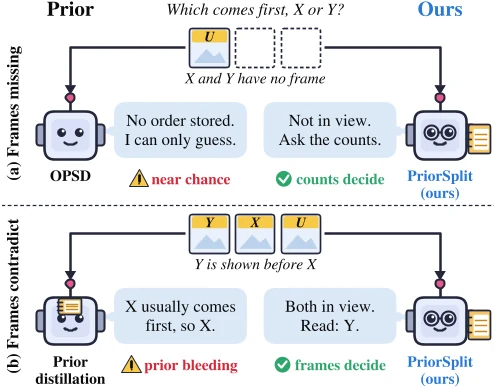 Prior
Which comes first, X or Y?
Ours
(a) Frames missing
U
X and Y have no frame
No order stored.
I can only guess.
Not in view.
Ask the counts.
OPSD
near chance
counts decide
PriorSplit
(ours)
(b) Frames contradict
Y X U
Y is shown before X
X usually comes
first, so X.
Both in view.
Read: Y.
Prior
distillation
prior bleeding
frames decide
PriorSplit
(ours)